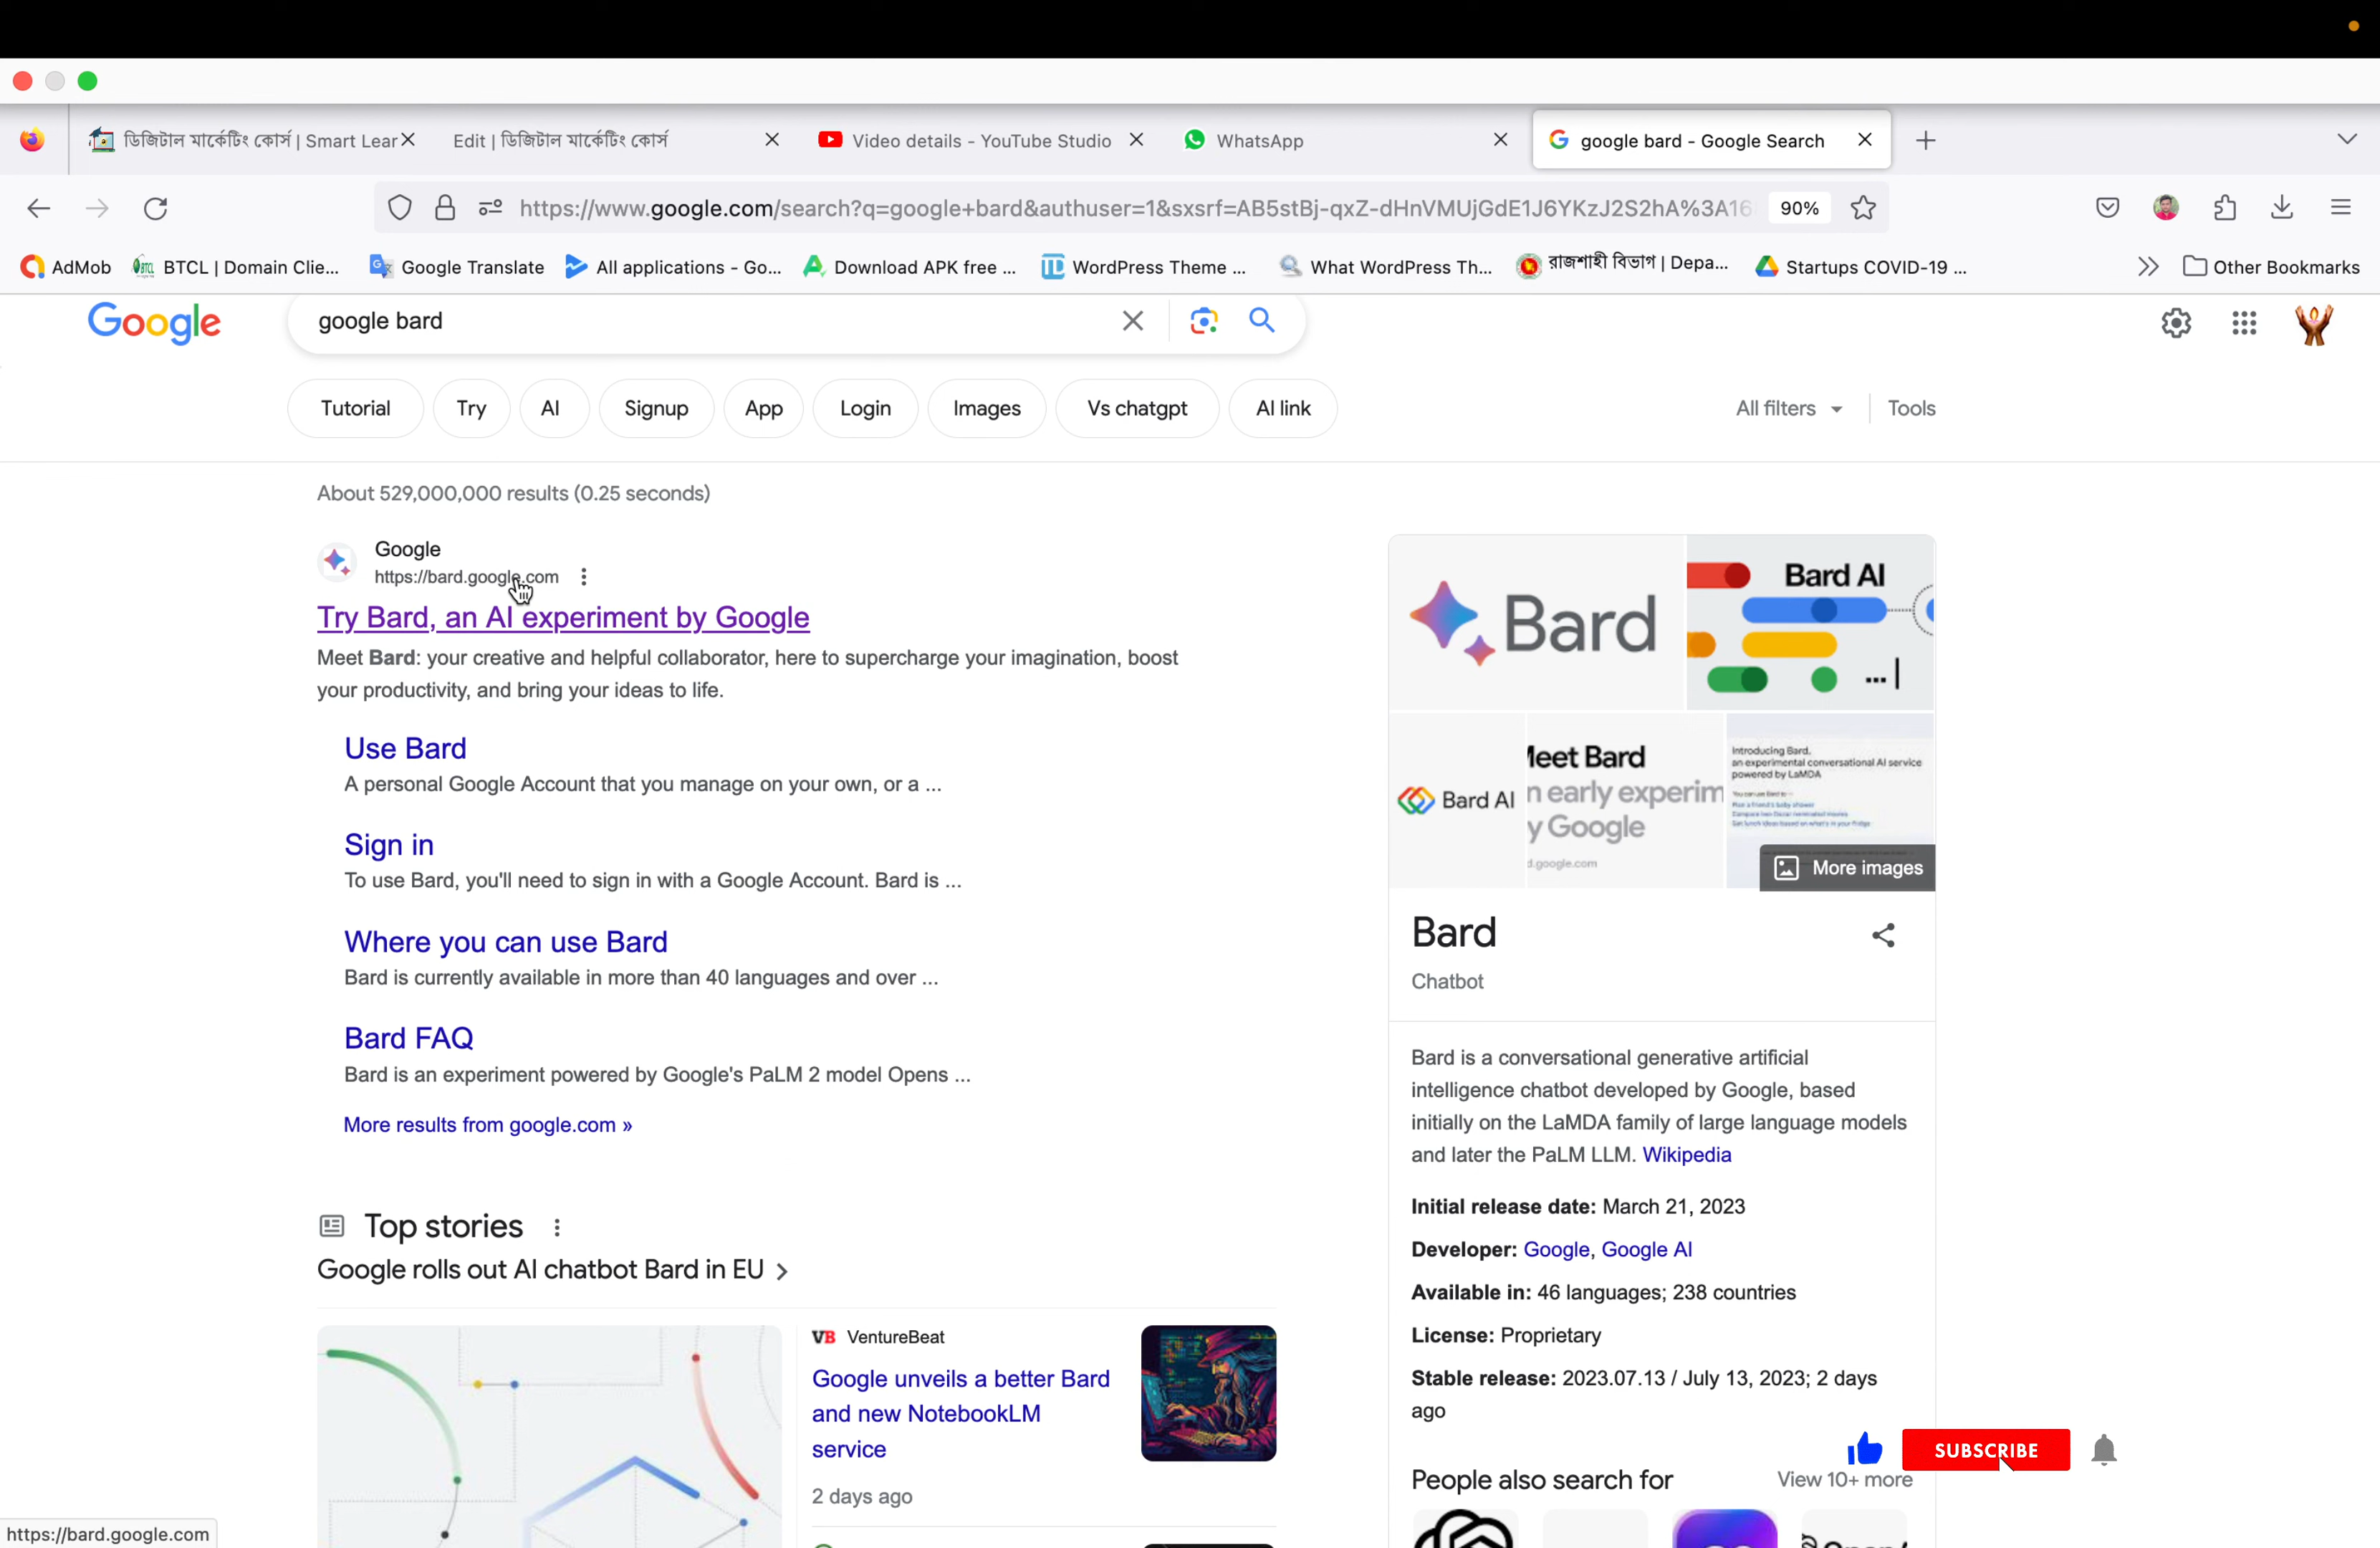 ডিজিটাল মার্কেটিং কোর্স | Smart Lear
Edit | ডিজিটাল মার্কেটিং কোর্স
Video details - YouTube Studio
WhatsApp
google bard - Google Search
https://www.google.com/search?q=google+bard&authuser=1&sxsrf=AB5stBj-qxZ-dHnVMUjGdE1J6YKzJ2S2hA%3A16
90%
AdMob
BTCL | Domain Clie...
Google Translate
All applications - Go...
Download APK free ...
WordPress Theme ...
What WordPress Th...
রাজশাহী বিভাগ | Depa...
Startups COVID-19 ...
Other Bookmarks
Google
google bard
Tutorial
Try
AI
Signup
App
Login
Images
Vs chatgpt
AI link
All filters
Tools
About 529,000,000 results (0.25 seconds)
Google
https://bard.google.com
Try Bard, an AI experiment by Google
Meet Bard: your creative and helpful collaborator, here to supercharge your imagination, boost
your productivity, and bring your ideas to life.
Use Bard
A personal Google Account that you manage on your own, or a ...
Sign in
To use Bard, you'll need to sign in with a Google Account. Bard is ...
Where you can use Bard
Bard is currently available in more than 40 languages and over ...
Bard FAQ
Bard is an experiment powered by Google's PaLM 2 model Opens ...
More results from google.com »
Top stories
Google rolls out AI chatbot Bard in EU
VB VentureBeat
Google unveils a better Bard
and new NotebookLM
service
2 days ago
Bard
Bard AI
Bard AI
Meet Bard
n early experim
y Google
d.google.com
Introducing Bard,
an experimental conversational AI service
powered by LaMDA
More images
Bard
Chatbot
Bard is a conversational generative artificial
intelligence chatbot developed by Google, based
initially on the LaMDA family of large language models
and later the PaLM LLM. Wikipedia
Initial release date: March 21, 2023
Developer: Google, Google AI
Available in: 46 languages; 238 countries
License: Proprietary
Stable release: 2023.07.13 / July 13, 2023; 2 days
ago
SUBSCRIBE
People also search for
View 10+ more
https://bard.google.com